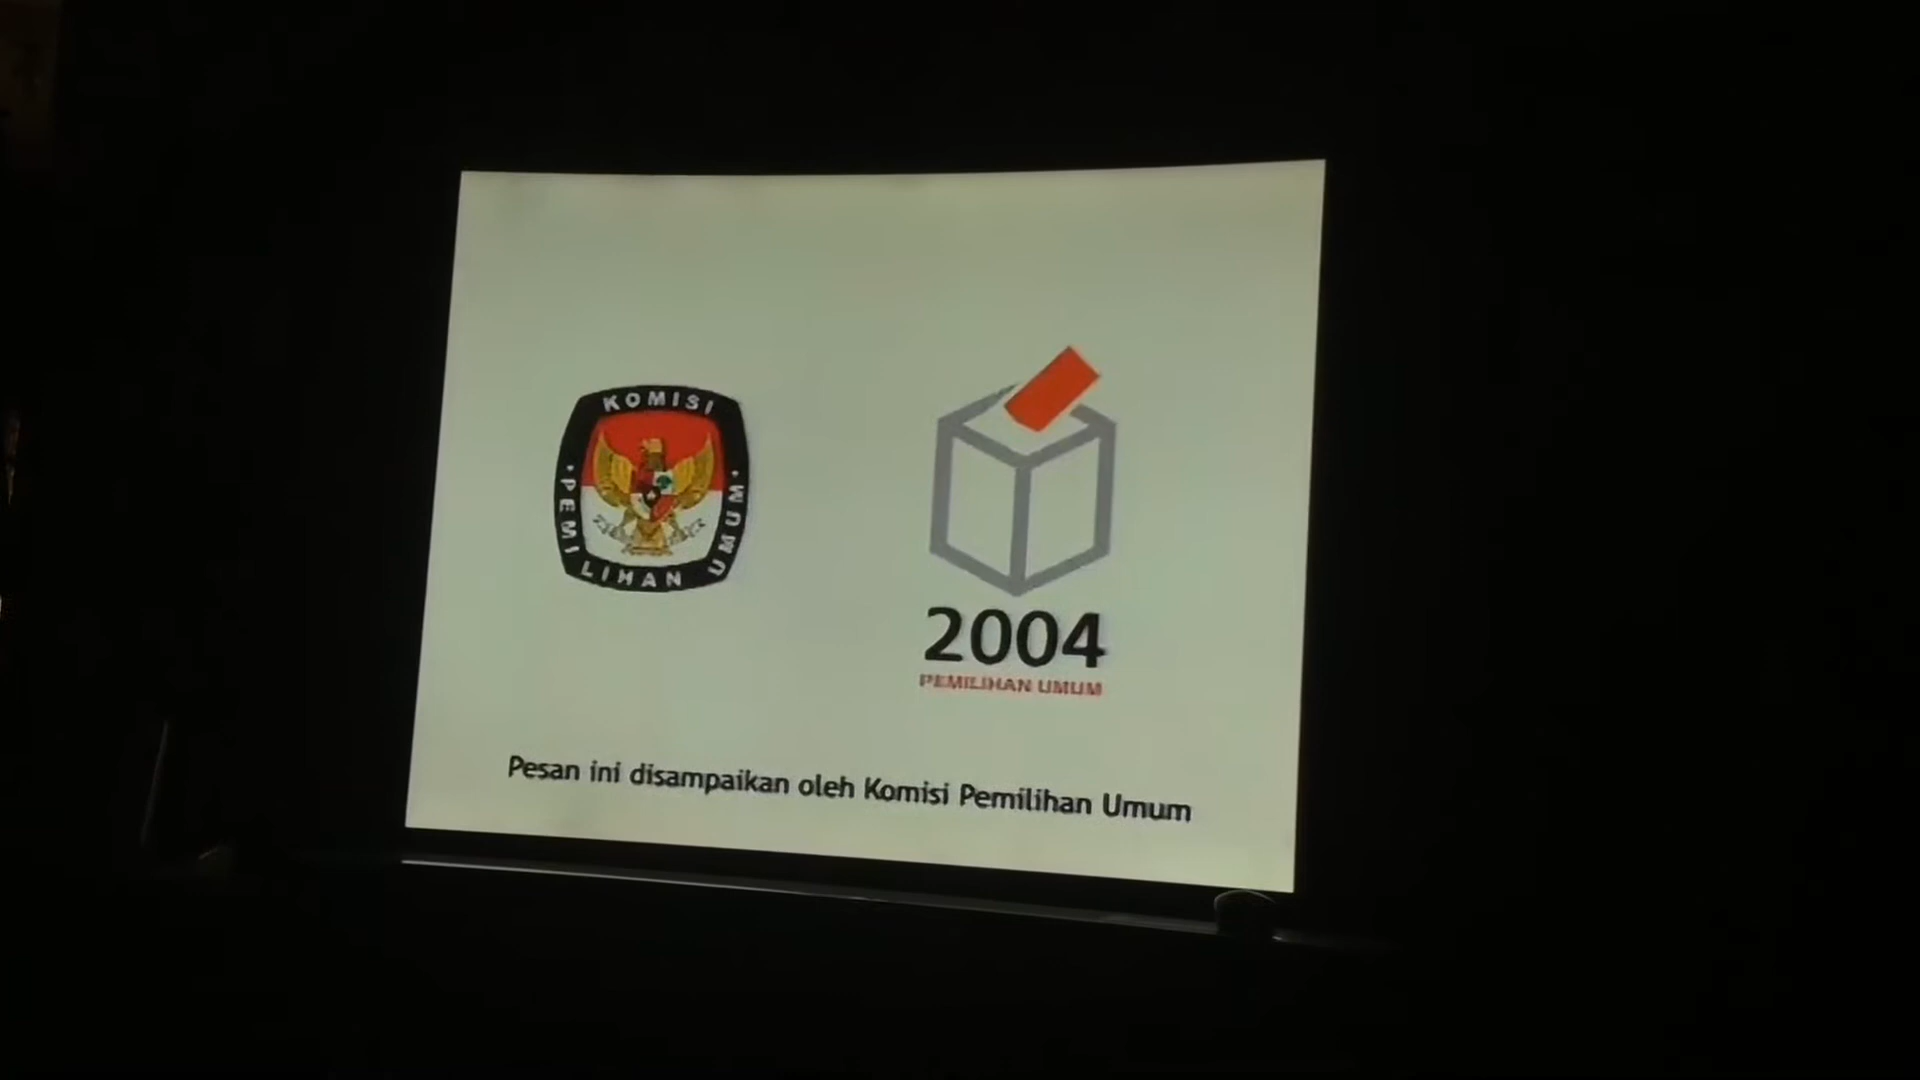 KOMISI
PEMILIHAN UMUM
2004
PEMILIHAN UMUM
Pesan ini disampaikan oleh Komisi Pemilihan Umum